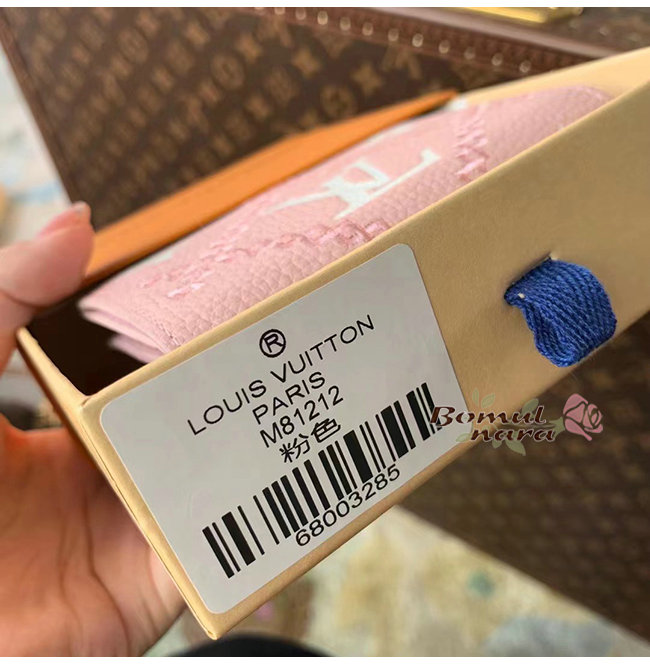 ®
LOUIS VUITTON
PARIS
M81212
粉色
68003285
Bomul
nara